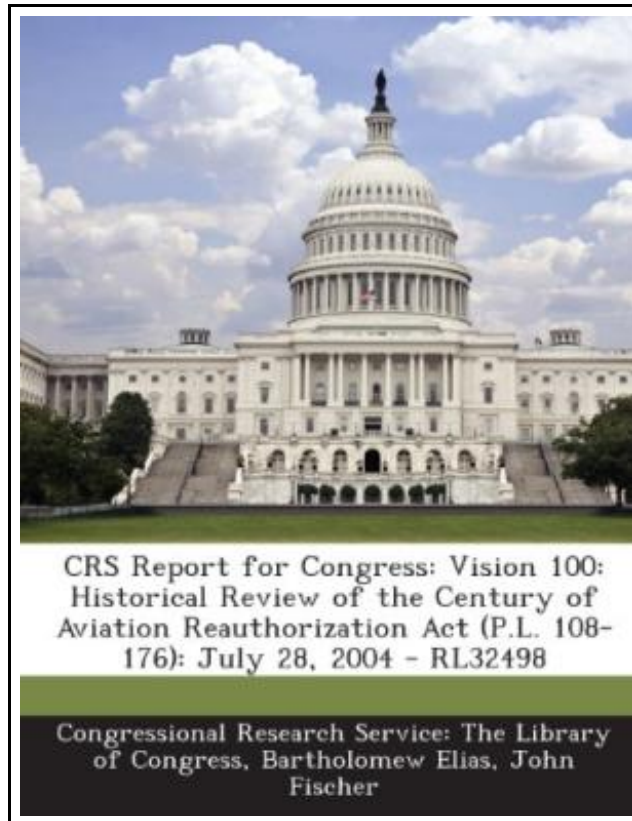 CRS Report for Congress: Vision 100:
Historical Review of the Century of
Aviation Reauthorization Act (P.L. 108-
176): July 28, 2004 - RL32498
Congressional Research Service: The Library
of Congress, Bartholomew Elias, John
Fischer